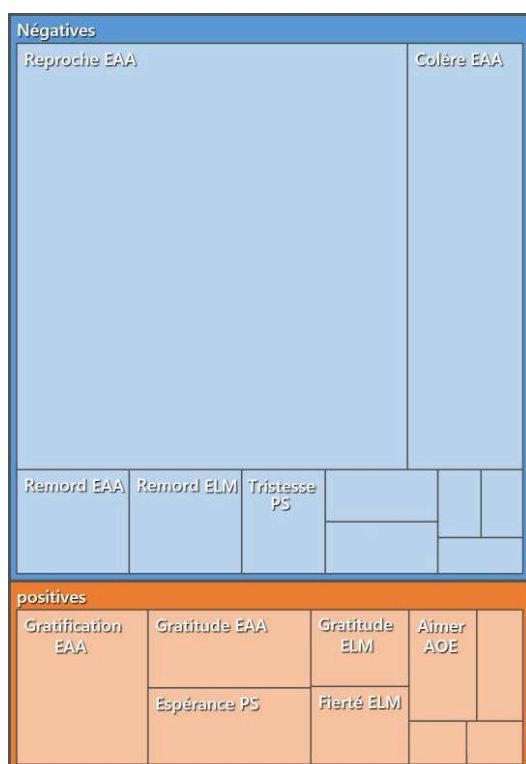 Négatives
Reproche EAA
Colère EAA
Remord EAA
Remord ELM
Tristesse
PS
positives
Gratification
EAA
Gratitude EAA
Gratitude
ELM
Aimer
AOE
Espérance PS
Fierté ELM